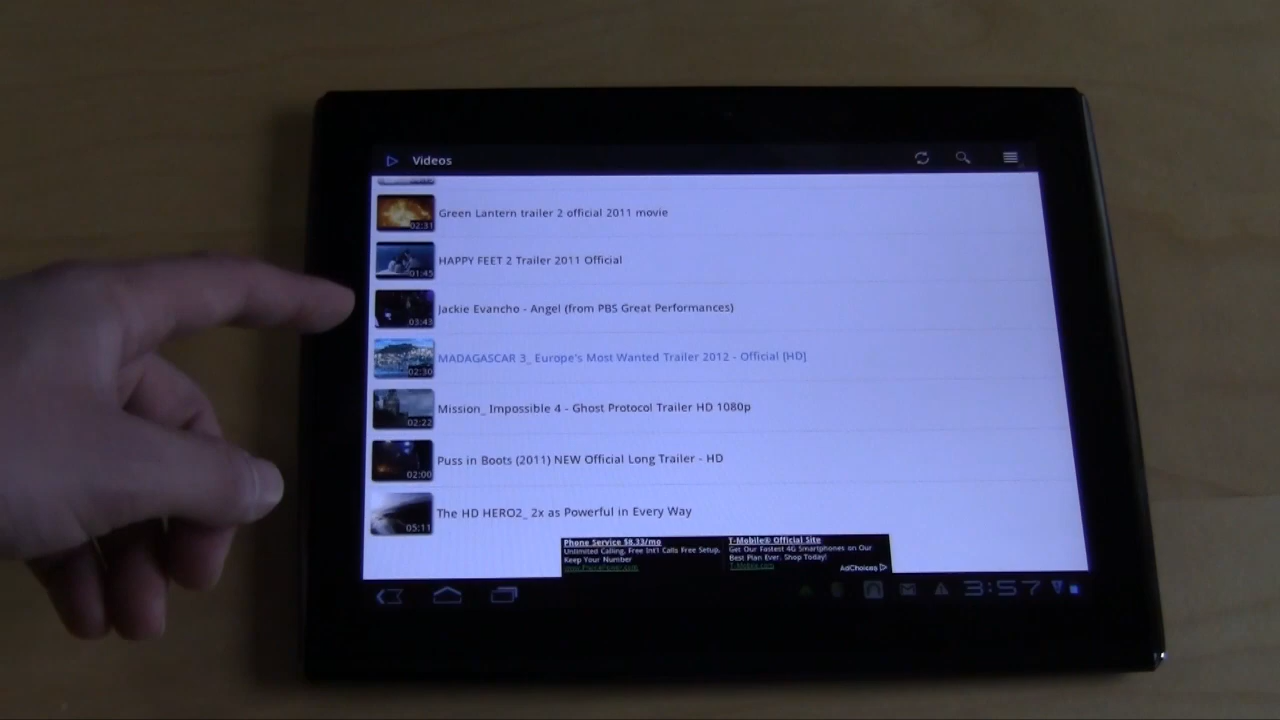 Videos
02:31
Green Lantern trailer 2 official 2011 movie
01:45
HAPPY FEET 2 Trailer 2011 Official
03:43
Jackie Evancho - Angel (from PBS Great Performances)
02:30
MADAGASCAR 3_ Europe's Most Wanted Trailer 2012 - Official [HD]
02:22
Mission_ Impossible 4 - Ghost Protocol Trailer HD 1080p
02:00
Puss in Boots (2011) NEW Official Long Trailer - HD
05:11
The HD HERO2_ 2x as Powerful in Every Way
Phone Service $8.33/mo
Unlimited Calling, Free Int'l Calls Free Setup.
Keep Your Number
T-Mobile® Official Site
Get Our Fastest 4G Smartphones on Our
Best Plan Ever. Shop Today!
T-Mobile.com
AdChoices
3:57